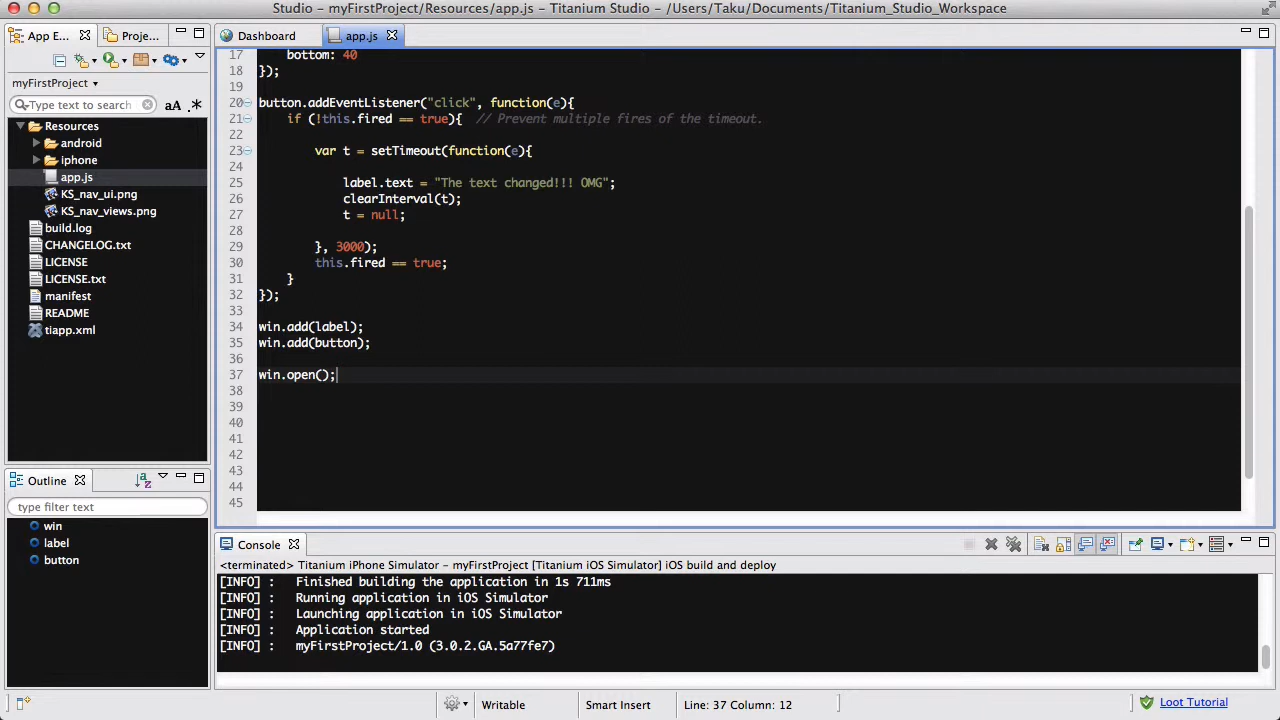 Studio - myFirstProject/Resources/app.js - Titanium Studio - /Users/Taku/Documents/Titanium_Studio_Workspace
App E...
Proje...
myFirstProject
Type text to search
aA
.*
Resources
android
iphone
app.js
KS_nav_ui.png
KS_nav_views.png
build.log
CHANGELOG.txt
LICENSE
LICENSE.txt
manifest
README
tiapp.xml
Outline
type filter text
win
label
button
Dashboard
app.js
17 bottom: 40
18 });
19
20 button.addEventListener("click", function(e){
21 if (!this.fired == true){ // Prevent multiple fires of the timeout.
22
23 var t = setTimeout(function(e){
24
25 label.text = "The text changed!!! OMG";
26 clearInterval(t);
27 t = null;
28
29 }, 3000);
30 this.fired == true;
31 }
32 });
33
34 win.add(label);
35 win.add(button);
36
37 win.open();
38
39
40
41
42
43
44
45
Console
<terminated> Titanium iPhone Simulator - myFirstProject [Titanium iOS Simulator] iOS build and deploy
[INFO] : Finished building the application in 1s 711ms
[INFO] : Running application in iOS Simulator
[INFO] : Launching application in iOS Simulator
[INFO] : Application started
[INFO] : myFirstProject/1.0 (3.0.2.GA.5a77fe7)
Writable
Smart Insert
Line: 37 Column: 12
Loot Tutorial